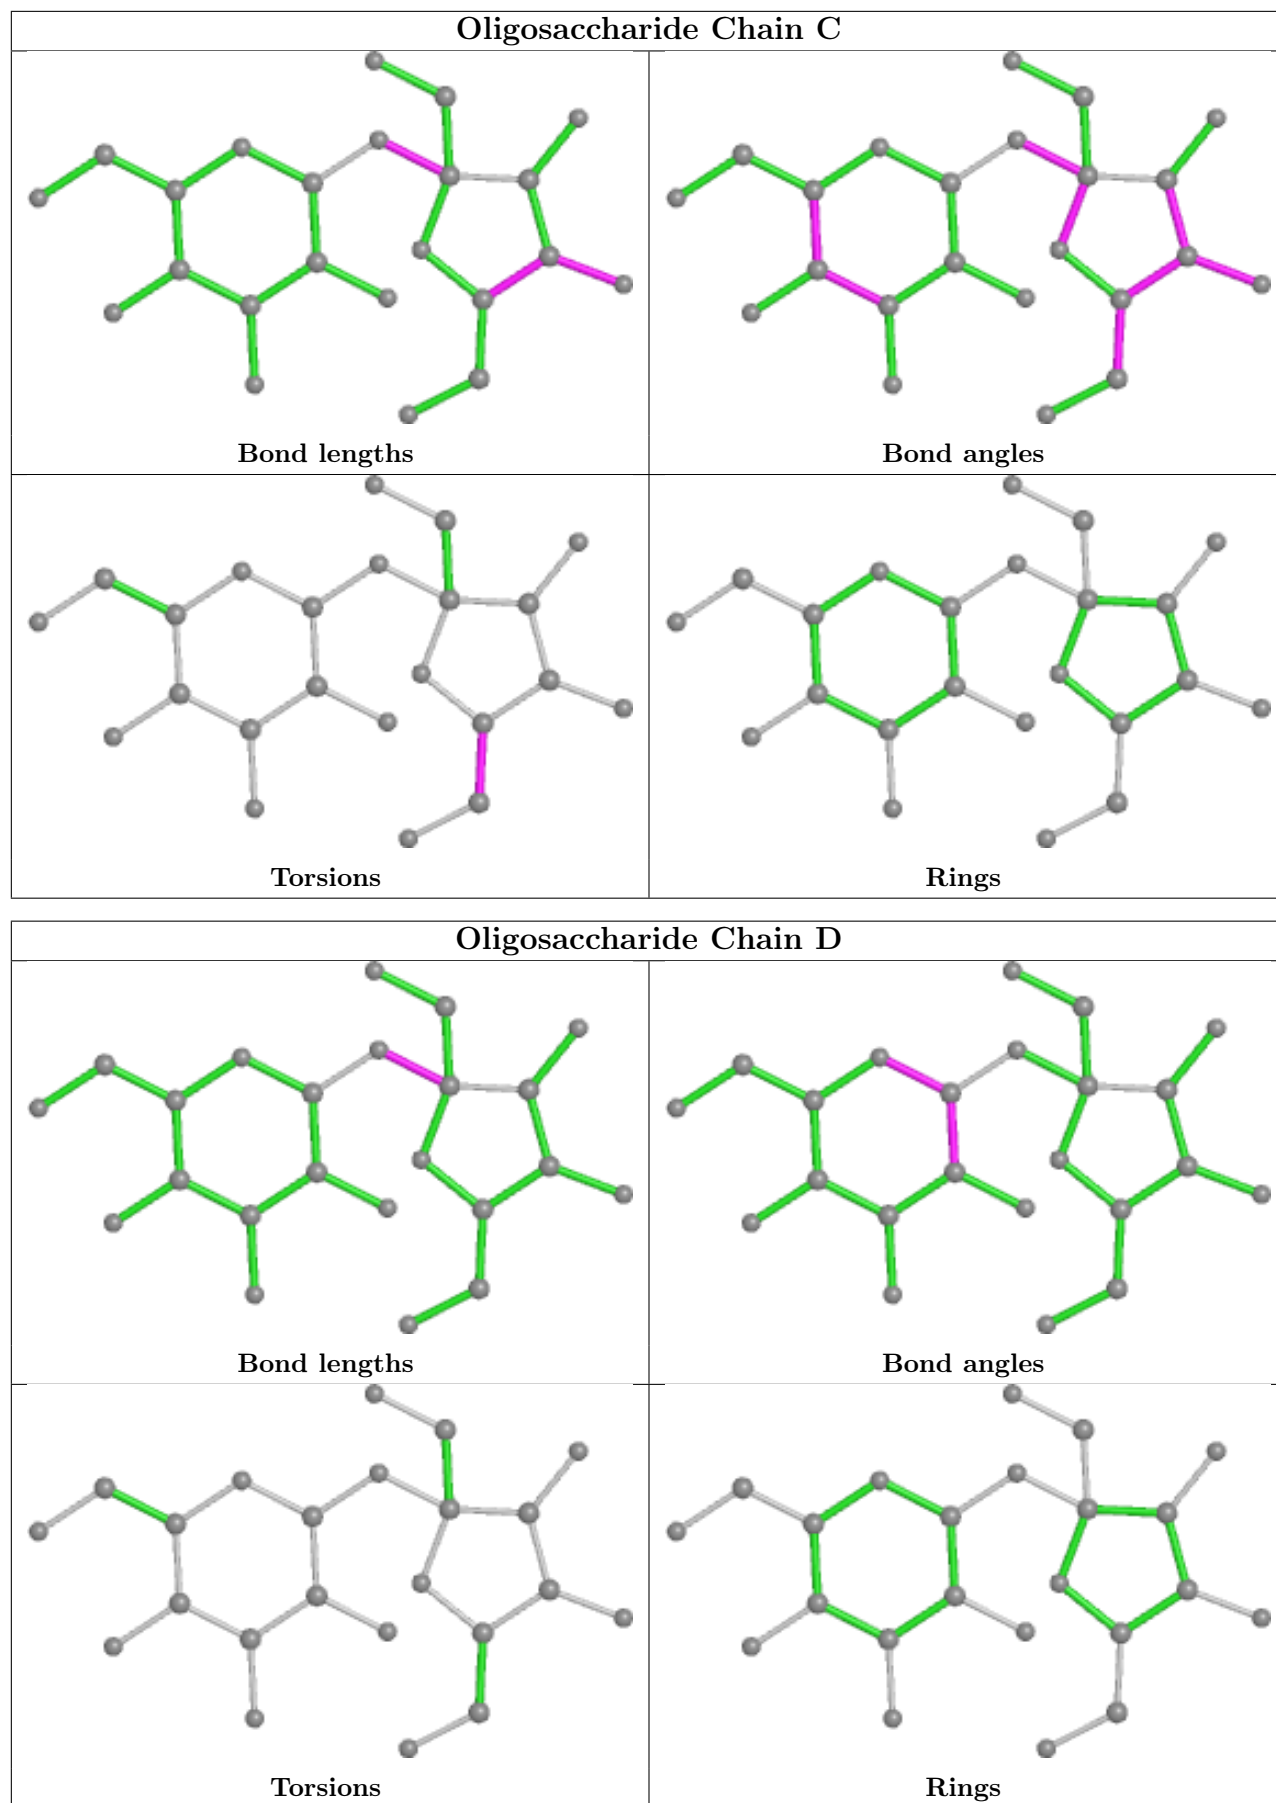 Oligosaccharide Chain C
Bond lengths
Bond angles
Torsions
Rings
Oligosaccharide Chain D
Bond lengths
Bond angles
Torsions
Rings